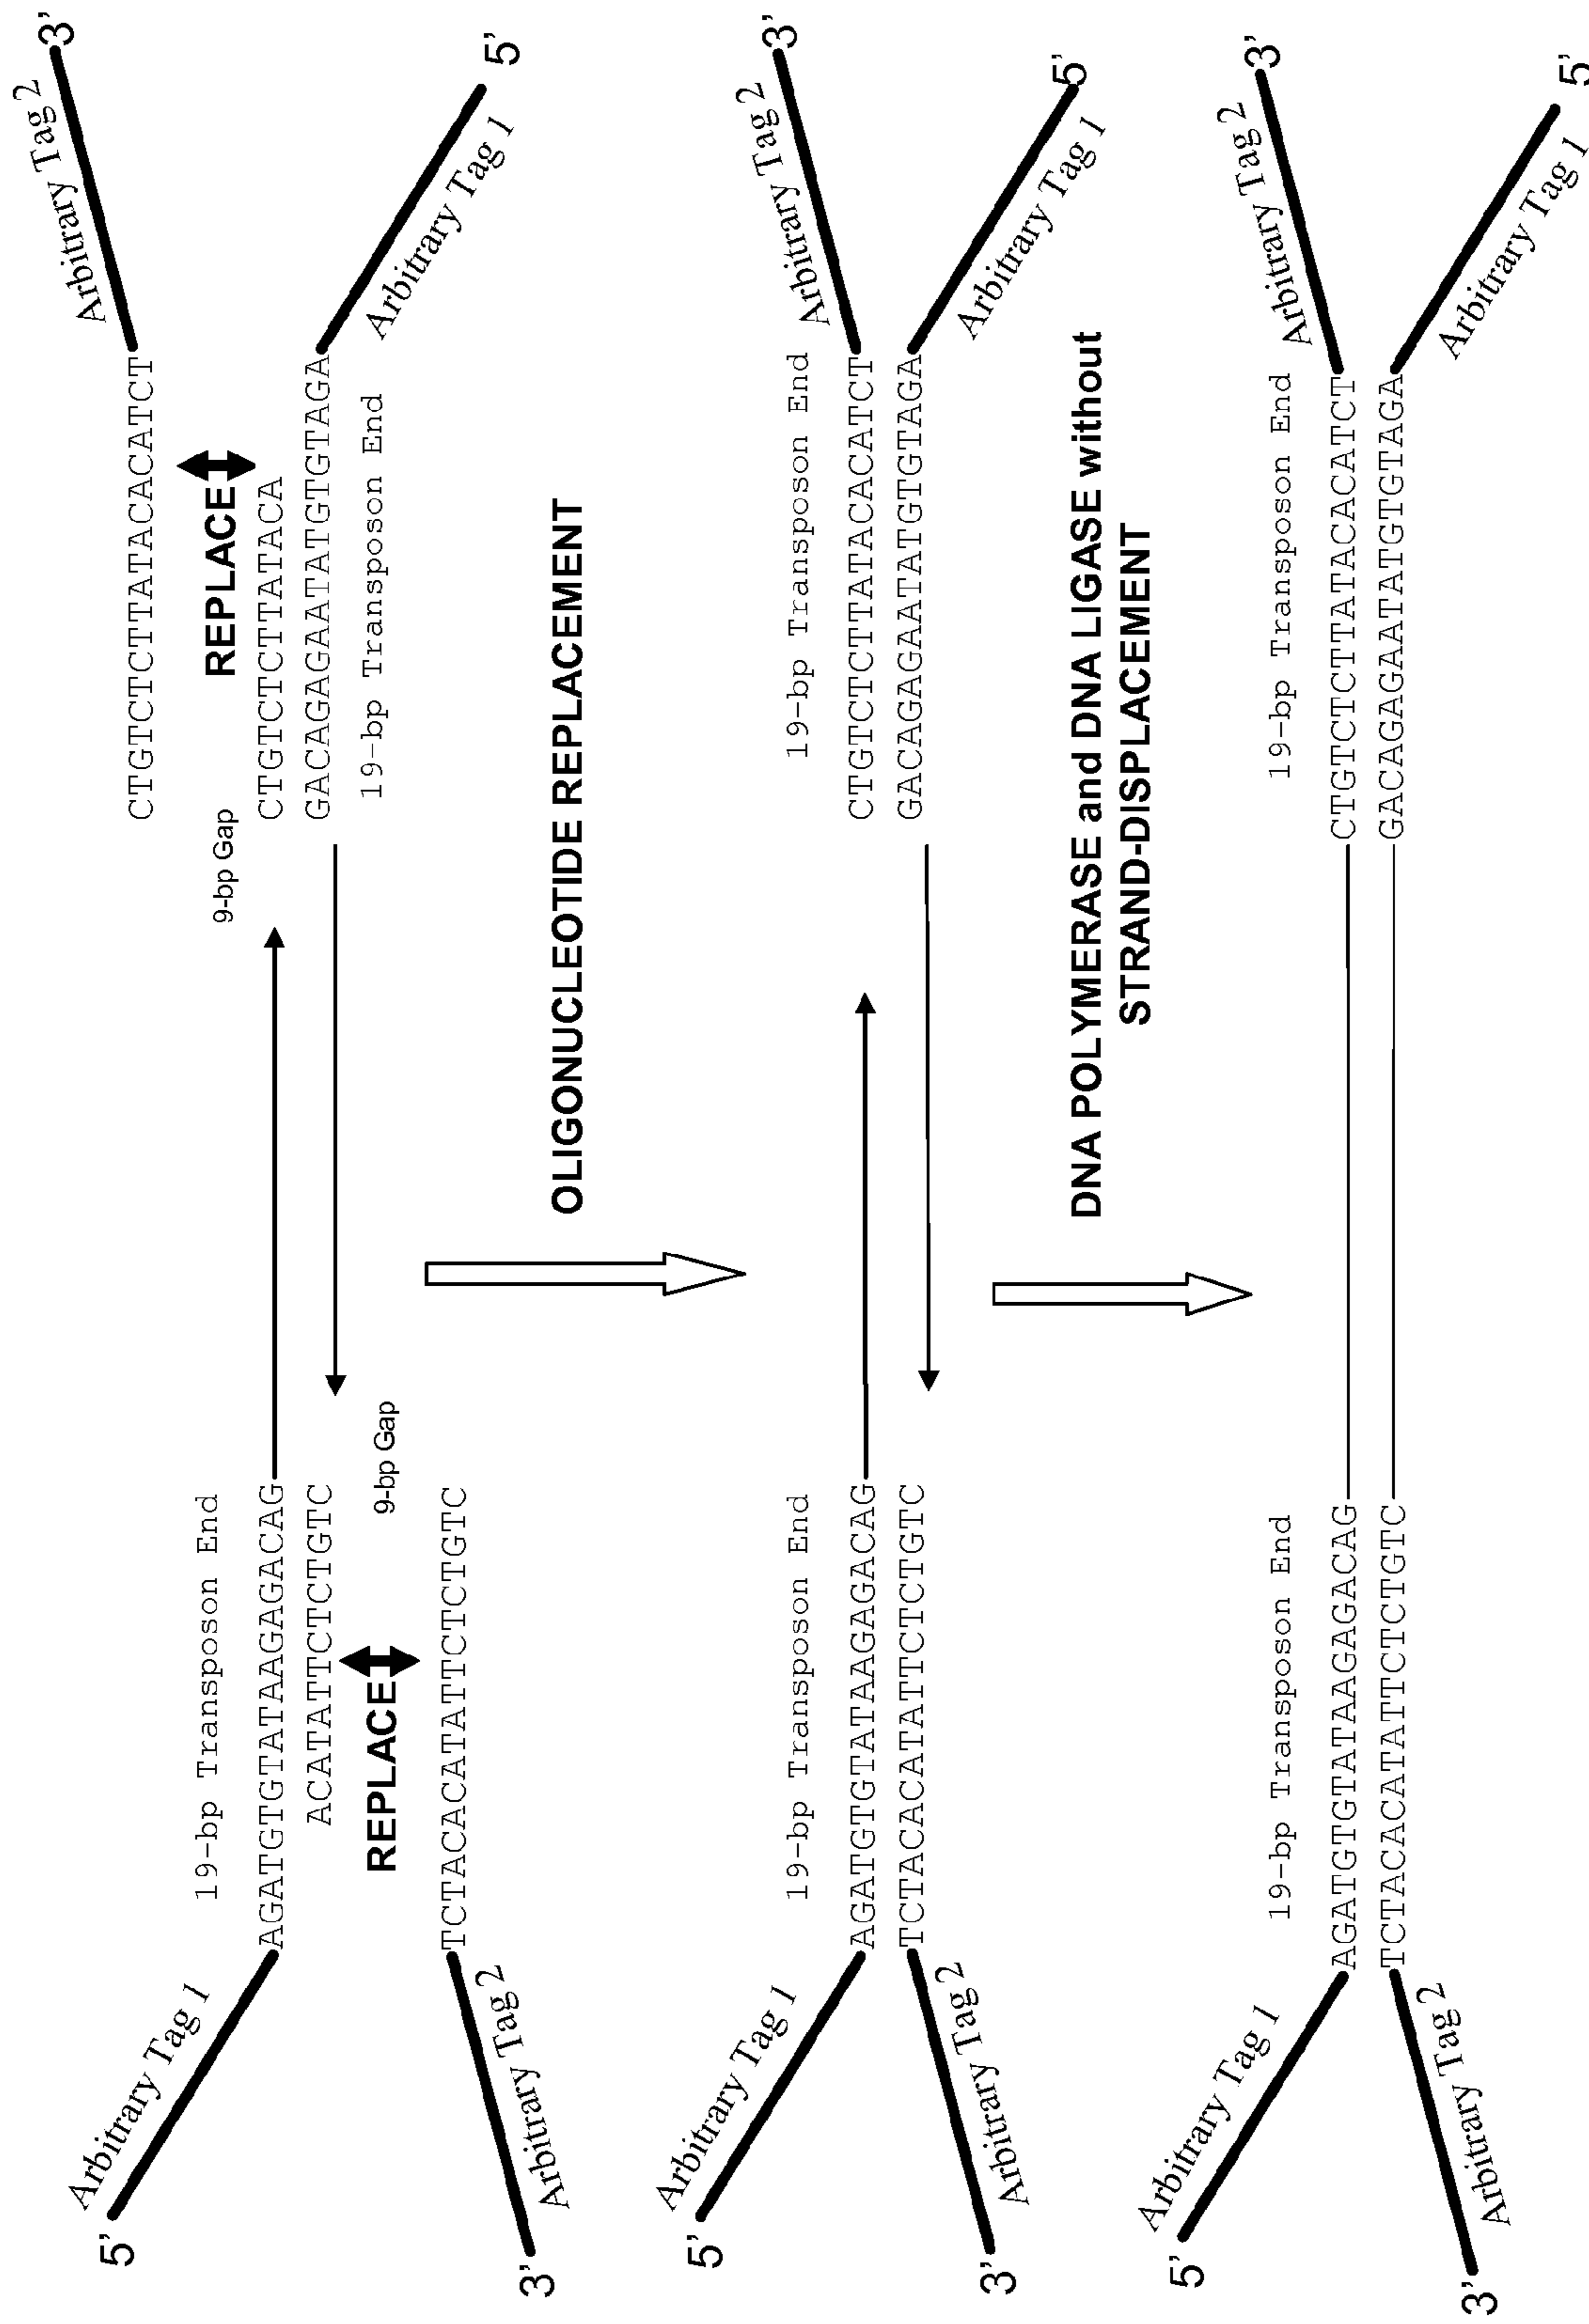 Arbitrary Tag 2
3'
5'
Arbitrary Tag 1
CTGTCTCTTATACACATCT
19-bp Transposon End
9-bp Gap
REPLACE
AGATGTGTATAAGAGACAG
CTGTCTCTTATACA
ACATATTCTCTGTC
GACAGAGAATATGTGTAGA
REPLACE
9-bp Gap
19-bp Transposon End
Arbitrary Tag 1
5'
TCTACACATATTCTCTGTC
3'
Arbitrary Tag 2
OLIGONUCLEOTIDE REPLACEMENT
5'
Arbitrary Tag 1
19-bp Transposon End
19-bp Transposon End
Arbitrary Tag 2
3'
AGATGTGTATAAGAGACAG
CTGTCTCTTATACACATCT
TCTACACATATTCTCTGTC
GACAGAGAATATGTGTAGA
3'
Arbitrary Tag 2
Arbitrary Tag 1
5'
DNA POLYMERASE and DNA LIGASE without
STRAND-DISPLACEMENT
5'
Arbitrary Tag 1
19-bp Transposon End
19-bp Transposon End
Arbitrary Tag 2
3'
AGATGTGTATAAGAGACAG
CTGTCTCTTATACACATCT
TCTACACATATTCTCTGTC
GACAGAGAATATGTGTAGA
3'
Arbitrary Tag 2
Arbitrary Tag 1
5'